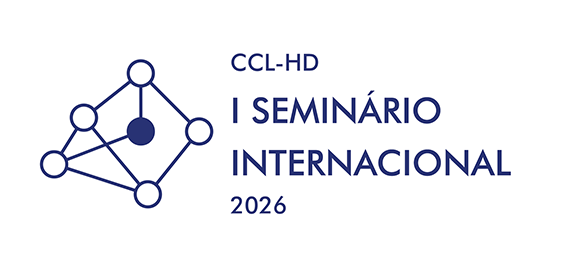 CCL-HD
I SEMINÁRIO
INTERNACIONAL
2026